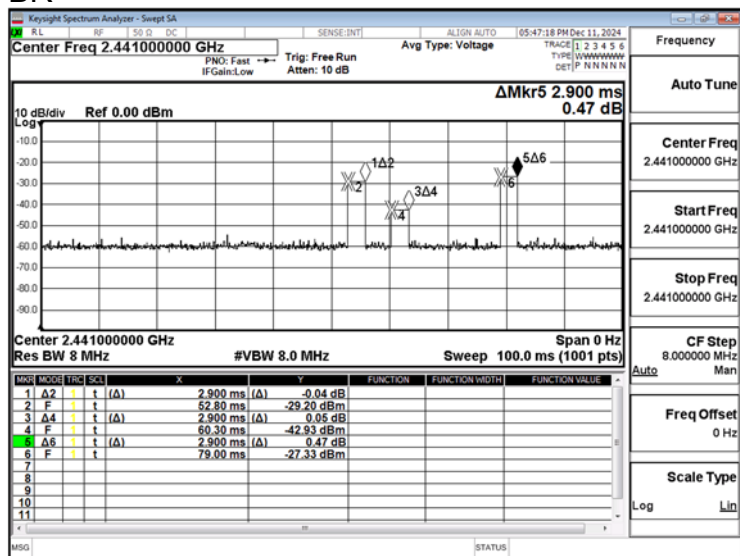 BR
Keysight Spectrum Analyzer - Swept SA
RL RF 50 Ω DC SENSE:INT ALIGN AUTO 05:47:18 PM Dec 11, 2024
Center Freq 2.441000000 GHz
PNO: Fast
IFGain:Low
Trig: Free Run
Atten: 10 dB
Avg Type: Voltage
TRACE 1 2 3 4 5 6
TYPE WWWWWW
DET P N N N N N
Frequency
ΔMkr5 2.900 ms
0.47 dB
10 dB/div Ref 0.00 dBm
Log
-10.0
-20.0
-30.0
-40.0
-50.0
-60.0
-70.0
-80.0
-90.0
1Δ2
2
3Δ4
4
5Δ6
6
Center 2.441000000 GHz Span 0 Hz
Res BW 8 MHz #VBW 8.0 MHz Sweep 100.0 ms (1001 pts)
MKR MODE TRC SCL X Y FUNCTION FUNCTION WIDTH FUNCTION VALUE
1 Δ2 1 t (Δ) 2.900 ms (Δ) -0.04 dB
2 F 1 t 52.80 ms -29.20 dBm
3 Δ4 1 t (Δ) 2.900 ms (Δ) 0.05 dB
4 F 1 t 60.30 ms -42.93 dBm
5 Δ6 1 t (Δ) 2.900 ms (Δ) 0.47 dB
6 F 1 t 79.00 ms -27.33 dBm
7
8
9
10
11
MSG STATUS
Auto Tune
Center Freq
2.441000000 GHz
Start Freq
2.441000000 GHz
Stop Freq
2.441000000 GHz
CF Step
8.000000 MHz
Auto Man
Freq Offset
0 Hz
Scale Type
Log Lin